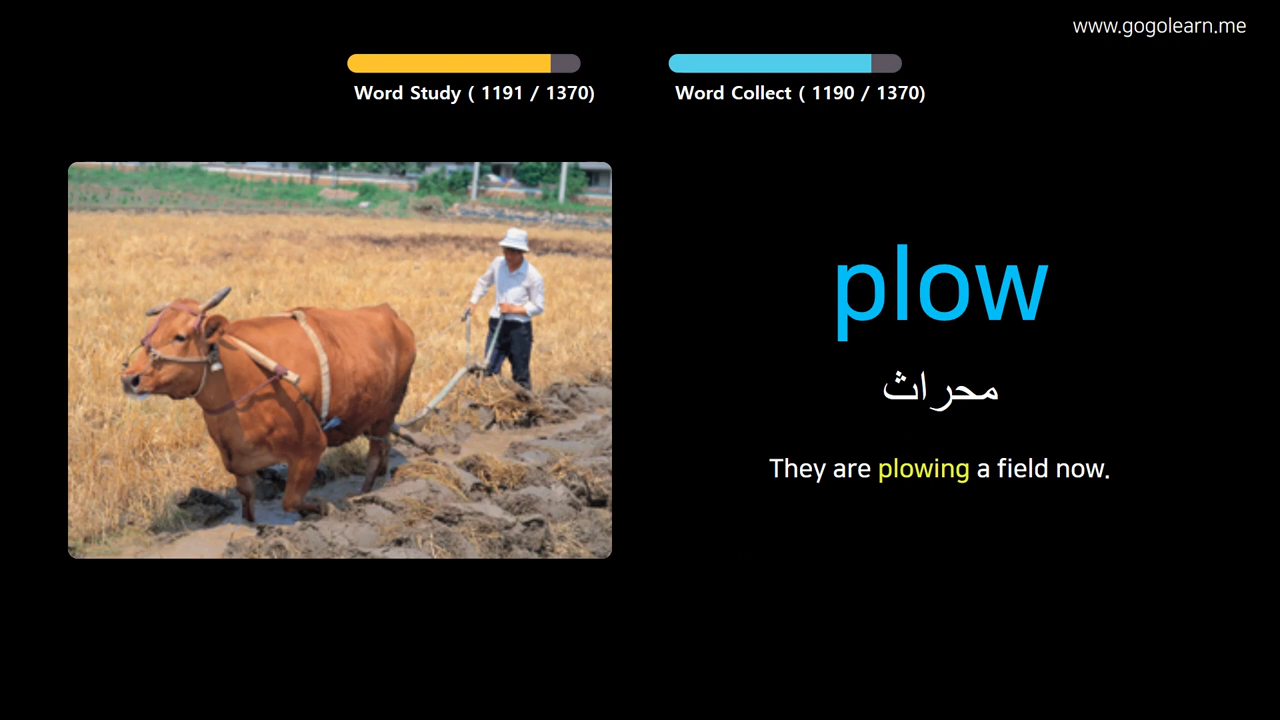 www.gogolearn.me
Word Study ( 1191 / 1370)
Word Collect ( 1190 / 1370)
plow
محراث
They are plowing a field now.